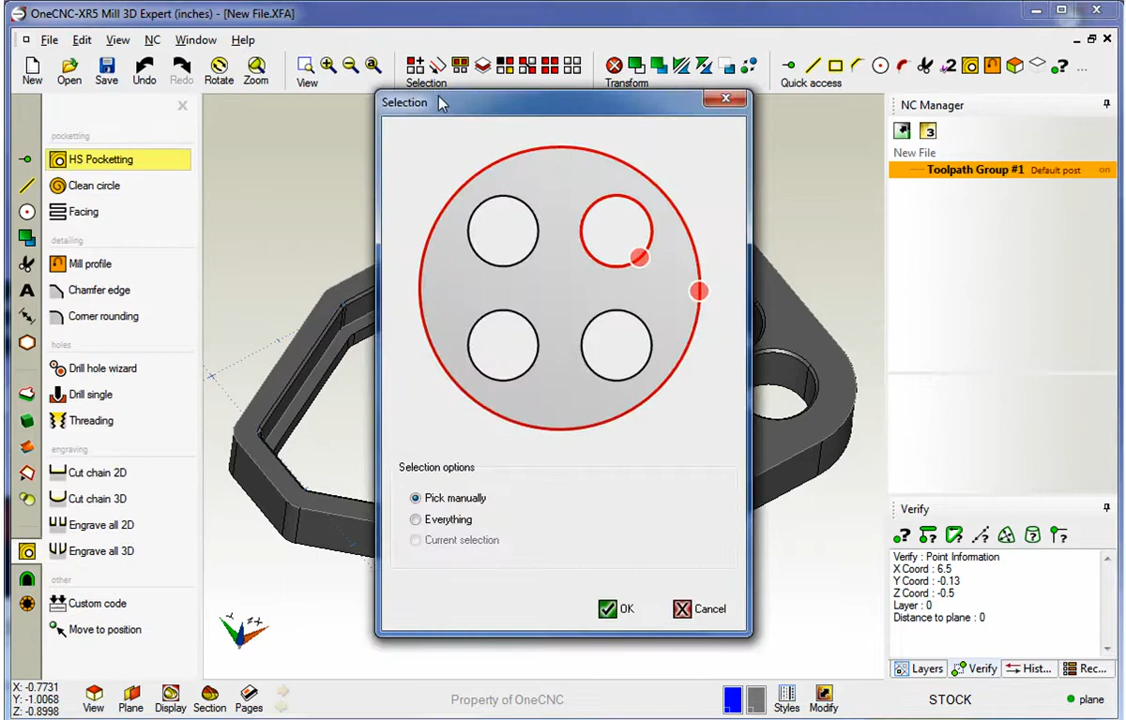 OneCNC-XR5 Mill 3D Expert (inches) - [New File.XFA]
File Edit View NC Window Help
New Open Save Undo Redo Rotate Zoom View Selection Transform Quick access
pocketting
HS Pocketting
Clean circle
Facing
detailing
Mill profile
Chamfer edge
Corner rounding
holes
Drill hole wizard
Drill single
Threading
engraving
Cut chain 2D
Cut chain 3D
Engrave all 2D
Engrave all 3D
other
Custom code
Move to position
Selection
Selection options
Pick manually
Everything
Current selection
OK Cancel
NC Manager
3
New File
Toolpath Group #1 Default post on
Verify
Verify : Point Information
X Coord : 6.5
Y Coord : -0.13
Z Coord : -0.5
Layer : 0
Distance to plane : 0
Layers Verify Hist... Rec...
X: -0.7731
Y: -1.0068
Z: -0.8998
View Plane Display Section Pages
Property of OneCNC
Styles Modify
STOCK
plane